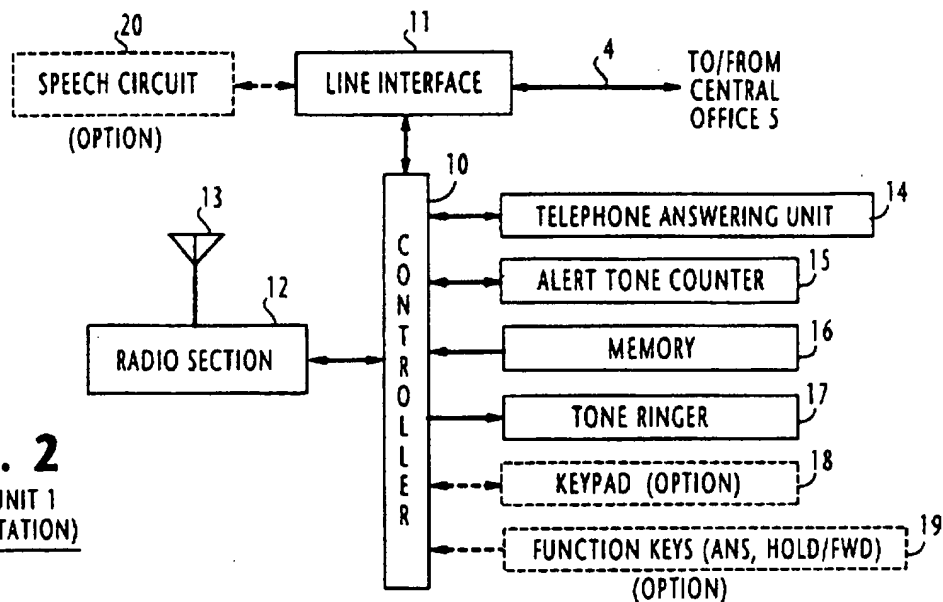 20
SPEECH CIRCUIT
(OPTION)
11
LINE INTERFACE
4
TO/FROM
CENTRAL
OFFICE 5
10
CONTROLLER
13
12
RADIO SECTION
TELEPHONE ANSWERING UNIT
14
ALERT TONE COUNTER
15
MEMORY
16
TONE RINGER
17
KEYPAD (OPTION)
18
FUNCTION KEYS (ANS, HOLD/FWD)
19
(OPTION)
. 2
UNIT 1
TATION)